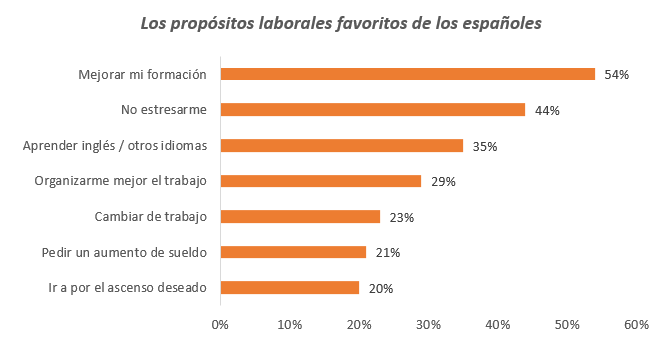 Los propósitos laborales favoritos de los españoles
Mejorar mi formación 54%
No estresarme 44%
Aprender inglés / otros idiomas 35%
Organizarme mejor el trabajo 29%
Cambiar de trabajo 23%
Pedir un aumento de sueldo 21%
Ir a por el ascenso deseado 20%
0% 10% 20% 30% 40% 50% 60%